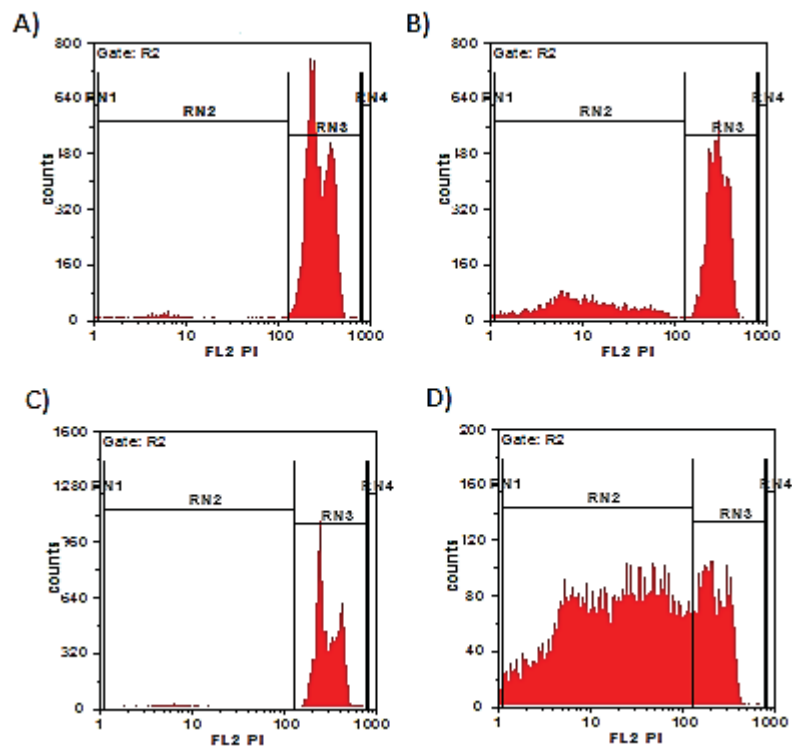 A)
Gate: R2
800
640
480
320
160
0
counts
RN1
RN2
RN3
RN4
1
10
100
1000
FL2 PI
B)
Gate: R2
800
640
480
320
160
0
counts
RN1
RN2
RN3
RN4
1
10
100
1000
FL2 PI
C)
Gate: R2
1600
1280
960
640
320
0
counts
RN1
RN2
RN3
RN4
1
10
100
1000
FL2 PI
D)
Gate: R2
200
160
120
80
40
0
counts
RN1
RN2
RN3
RN4
1
10
100
1000
FL2 PI